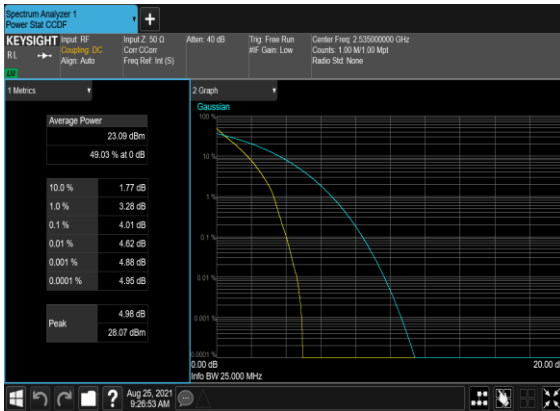 Spectrum Analyzer 1
Power Stat CCDF
+
KEYSIGHT
RL
LXI
Input: RF
Coupling: DC
Align: Auto
Input Z: 50 Ω
Corr CCorr
Freq Ref: Int (S)
Atten: 40 dB
Trig: Free Run
#IF Gain: Low
Center Freq: 2.535000000 GHz
Counts: 1.00 M/1.00 Mpt
Radio Std: None
1 Metrics
Average Power
23.09 dBm
49.03 % at 0 dB
10.0 % 1.77 dB
1.0 % 3.28 dB
0.1 % 4.01 dB
0.01 % 4.62 dB
0.001 % 4.88 dB
0.0001 % 4.95 dB
Peak 4.98 dB
28.07 dBm
2 Graph
Gaussian
100 %
10 %
1 %
0.1 %
0.01 %
0.001 %
0.0001 %
0.00 dB 20.00 dB
Info BW 25.000 MHz
?
Aug 25, 2021
9:26:53 AM